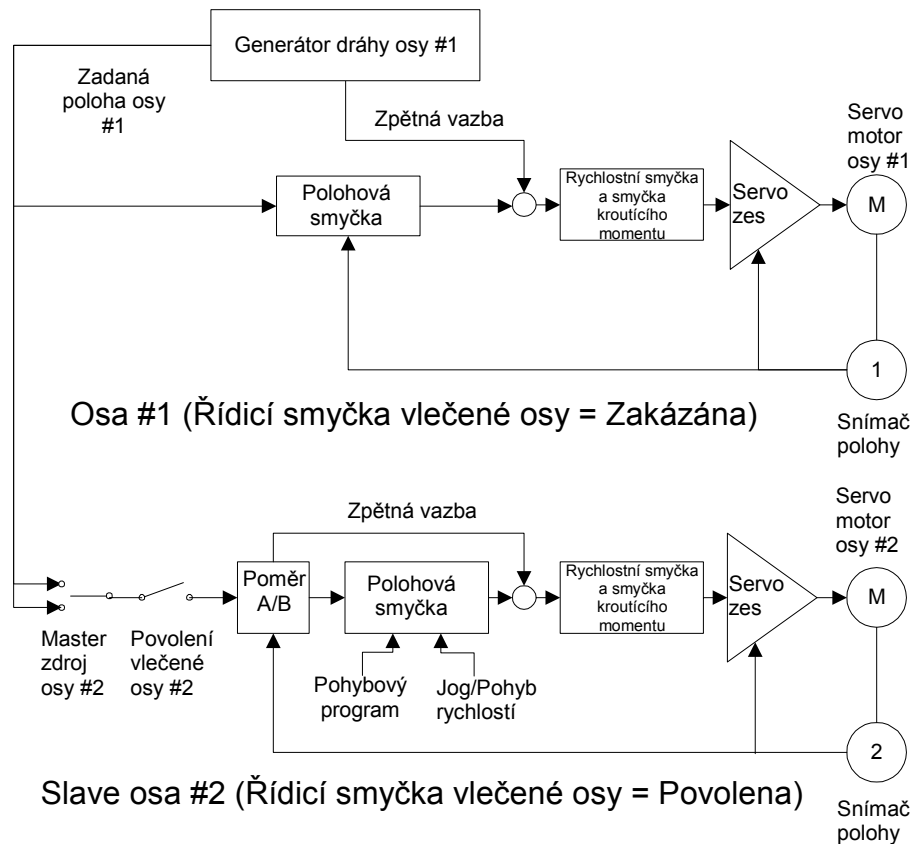 Generátor dráhy osy #1
Zadaná
poloha osy
#1
Zpětná vazba
Servo
motor
osy #1
Polohová
smyčka
Rychlostní smyčka
a smyčka
kroutícího
momentu
Servo
zes
M
1
Osa #1 (Řídicí smyčka vlečené osy = Zakázána)
Snímač
polohy
Zpětná vazba
Servo
motor
osy #2
Poměr
A/B
Polohová
smyčka
Rychlostní smyčka
a smyčka
kroutícího
momentu
Servo
zes
M
Master
zdroj
osy #2
Povolení
vlečené
osy #2
Pohybový
program
Jog/Pohyb
rychlostí
2
Slave osa #2 (Řídicí smyčka vlečené osy = Povolena)
Snímač
polohy